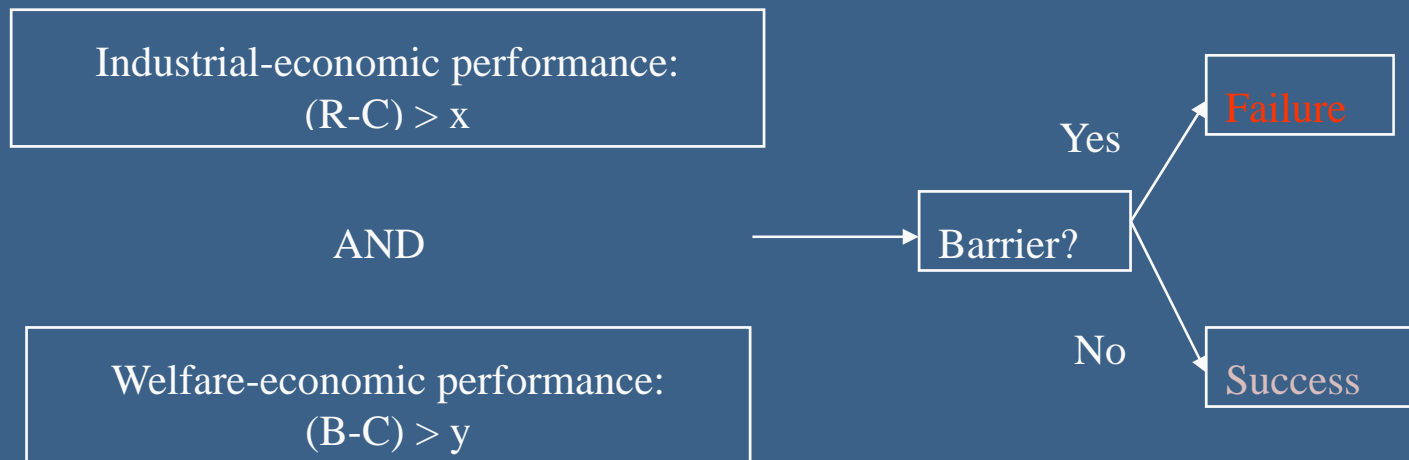 Industrial-economic performance:
(R-C) > x
AND
Welfare-economic performance:
(B-C) > y
Barrier?
Yes
No
Failure
Success